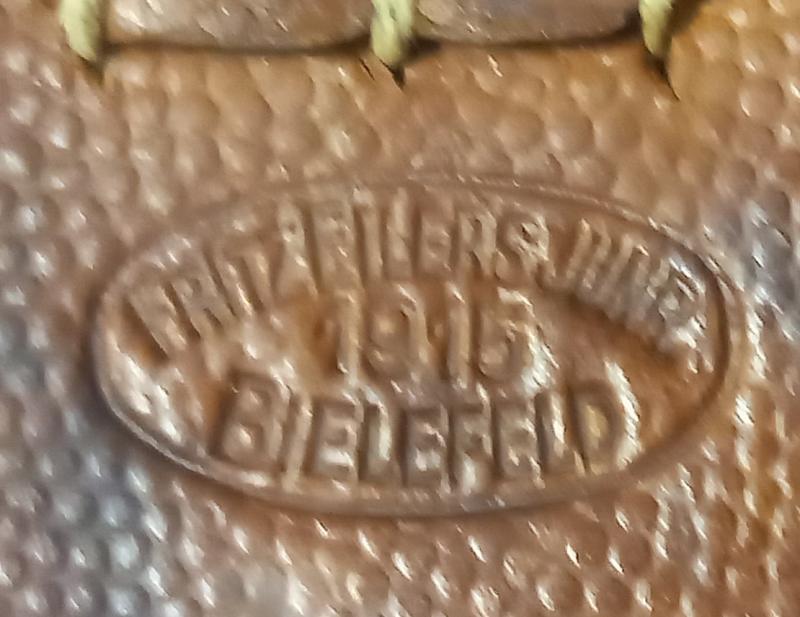 FRITZ EILERS JUNR
1915
BIELEFELD